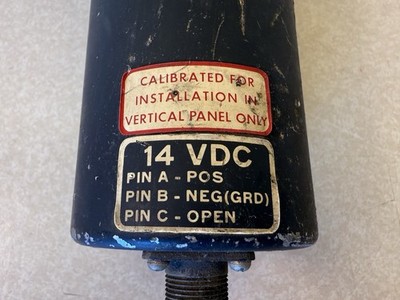 CALIBRATED FOR
INSTALLATION IN
VERTICAL PANEL ONLY
14 VDC
PIN A - POS
PIN B - NEG(GRD)
PIN C - OPEN